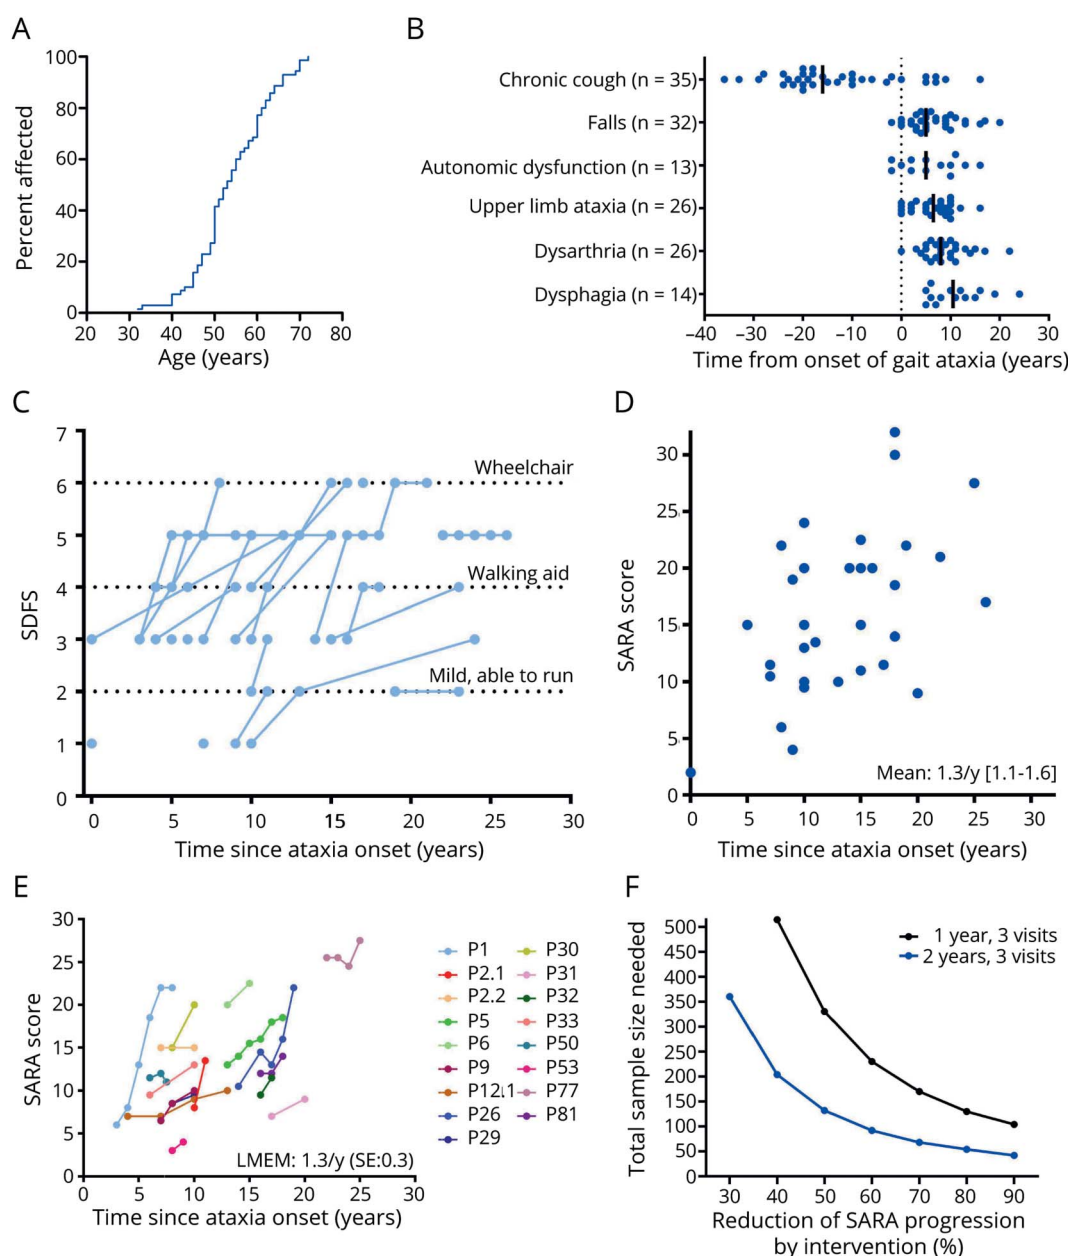 A
100
80
60
40
20
0
Percent affected
20 30 40 50 60 70 80
Age (years)
B
Chronic cough (n = 35)
Falls (n = 32)
Autonomic dysfunction (n = 13)
Upper limb ataxia (n = 26)
Dysarthria (n = 26)
Dysphagia (n = 14)
−40 −30 −20 −10 0 10 20 30
Time from onset of gait ataxia (years)
C
7
6
5
4
3
2
1
0
SDFS
Wheelchair
Walking aid
Mild, able to run
0 5 10 15 20 25 30
Time since ataxia onset (years)
D
30
25
20
15
10
5
0
SARA score
Mean: 1.3/y [1.1-1.6]
0 5 10 15 20 25 30
Time since ataxia onset (years)
E
30
25
20
15
10
5
0
SARA score
LMEM: 1.3/y (SE:0.3)
0 5 10 15 20 25 30
Time since ataxia onset (years)
P1
P2.1
P2.2
P5
P6
P9
P12.1
P26
P29
P30
P31
P32
P33
P50
P53
P77
P81
F
500
450
400
350
300
250
200
150
100
50
0
Total sample size needed
1 year, 3 visits
2 years, 3 visits
30 40 50 60 70 80 90
Reduction of SARA progression
by intervention (%)